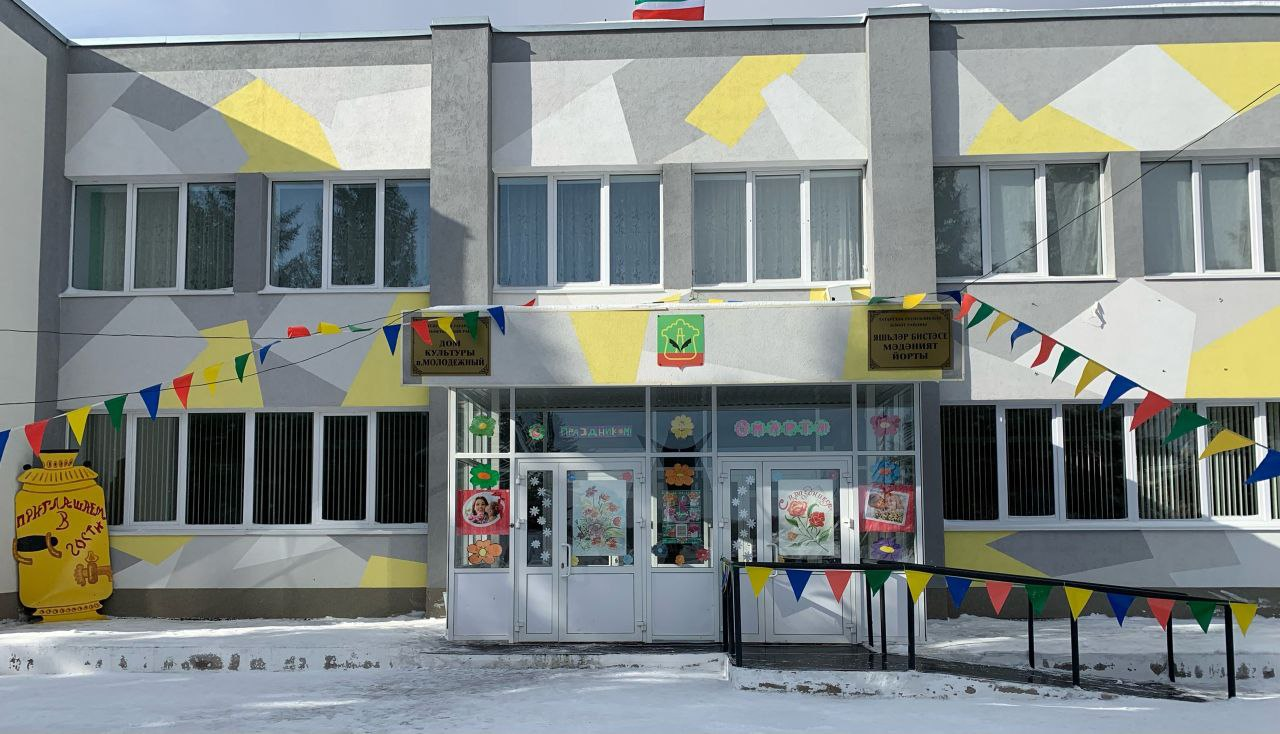 ДОМ
КУЛЬТУРЫ
п.МОЛОДЕЖНЫЙ
ЯШЬЛӘР БИСТӘСЕ
МӘДӘНИЯТ
ЙОРТЫ
С ПРАЗДНИКОМ
8 МАРТА
С праздником
ПРИГЛАШАЕМ
В
ГОСТИ